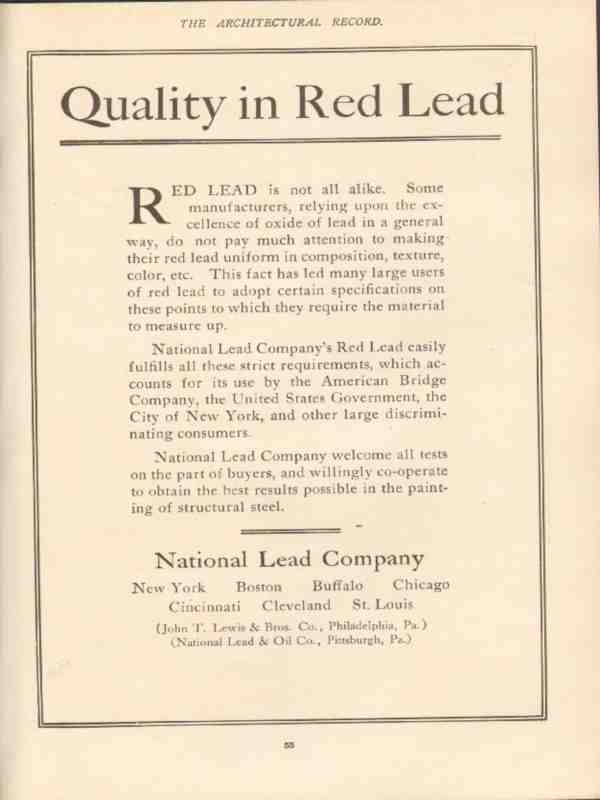 THE ARCHITECTURAL RECORD.
Quality in Red Lead
RED LEAD is not all alike. Some
manufacturers, relying upon the ex-
cellence of oxide of lead in a general
way, do not pay much attention to making
their red lead uniform in composition, texture,
color, etc. This fact has led many large users
of red lead to adopt certain specifications on
these points to which they require the material
to measure up.
National Lead Company's Red Lead easily
fulfills all these strict requirements, which ac-
counts for its use by the American Bridge
Company, the United States Government, the
City of New York, and other large discrimi-
nating consumers.
National Lead Company welcome all tests
on the part of buyers, and willingly co-operate
to obtain the best results possible in the paint-
ing of structural steel.
National Lead Company
New York Boston Buffalo Chicago
Cincinnati Cleveland St. Louis
(John T. Lewis & Bros. Co., Philadelphia, Pa.)
(National Lead & Oil Co., Pittsburgh, Pa.)
55